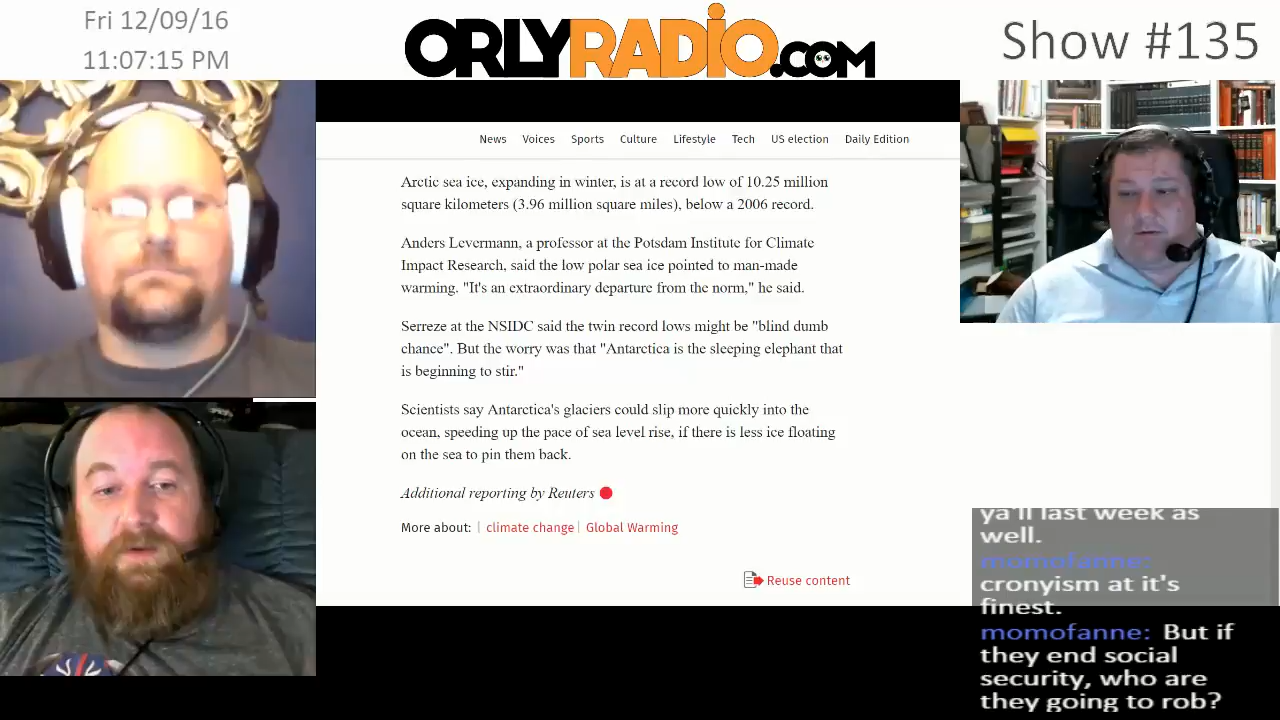 Fri 12/09/16
11:07:15 PM
ORLYRADIO.COM
Show #135
News Voices Sports Culture Lifestyle Tech US election Daily Edition
Arctic sea ice, expanding in winter, is at a record low of 10.25 million
square kilometers (3.96 million square miles), below a 2006 record.
Anders Levermann, a professor at the Potsdam Institute for Climate
Impact Research, said the low polar sea ice pointed to man-made
warming. "It's an extraordinary departure from the norm," he said.
Serreze at the NSIDC said the twin record lows might be "blind dumb
chance". But the worry was that "Antarctica is the sleeping elephant that
is beginning to stir."
Scientists say Antarctica's glaciers could slip more quickly into the
ocean, speeding up the pace of sea level rise, if there is less ice floating
on the sea to pin them back.
Additional reporting by Reuters
More about: | climate change | Global Warming
Reuse content
ya'll last week as
well.
momofanne:
cronyism at it's
finest.
momofanne: But if
they end social
security, who are
they going to rob?